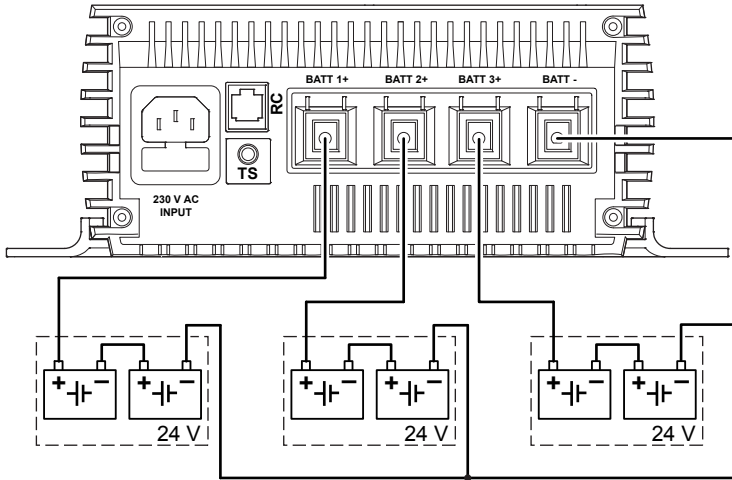 BATT 1+ BATT 2+ BATT 3+ BATT -
RC
TS
230 V AC
INPUT
+ − + − + − + − + − + −
24 V 24 V 24 V